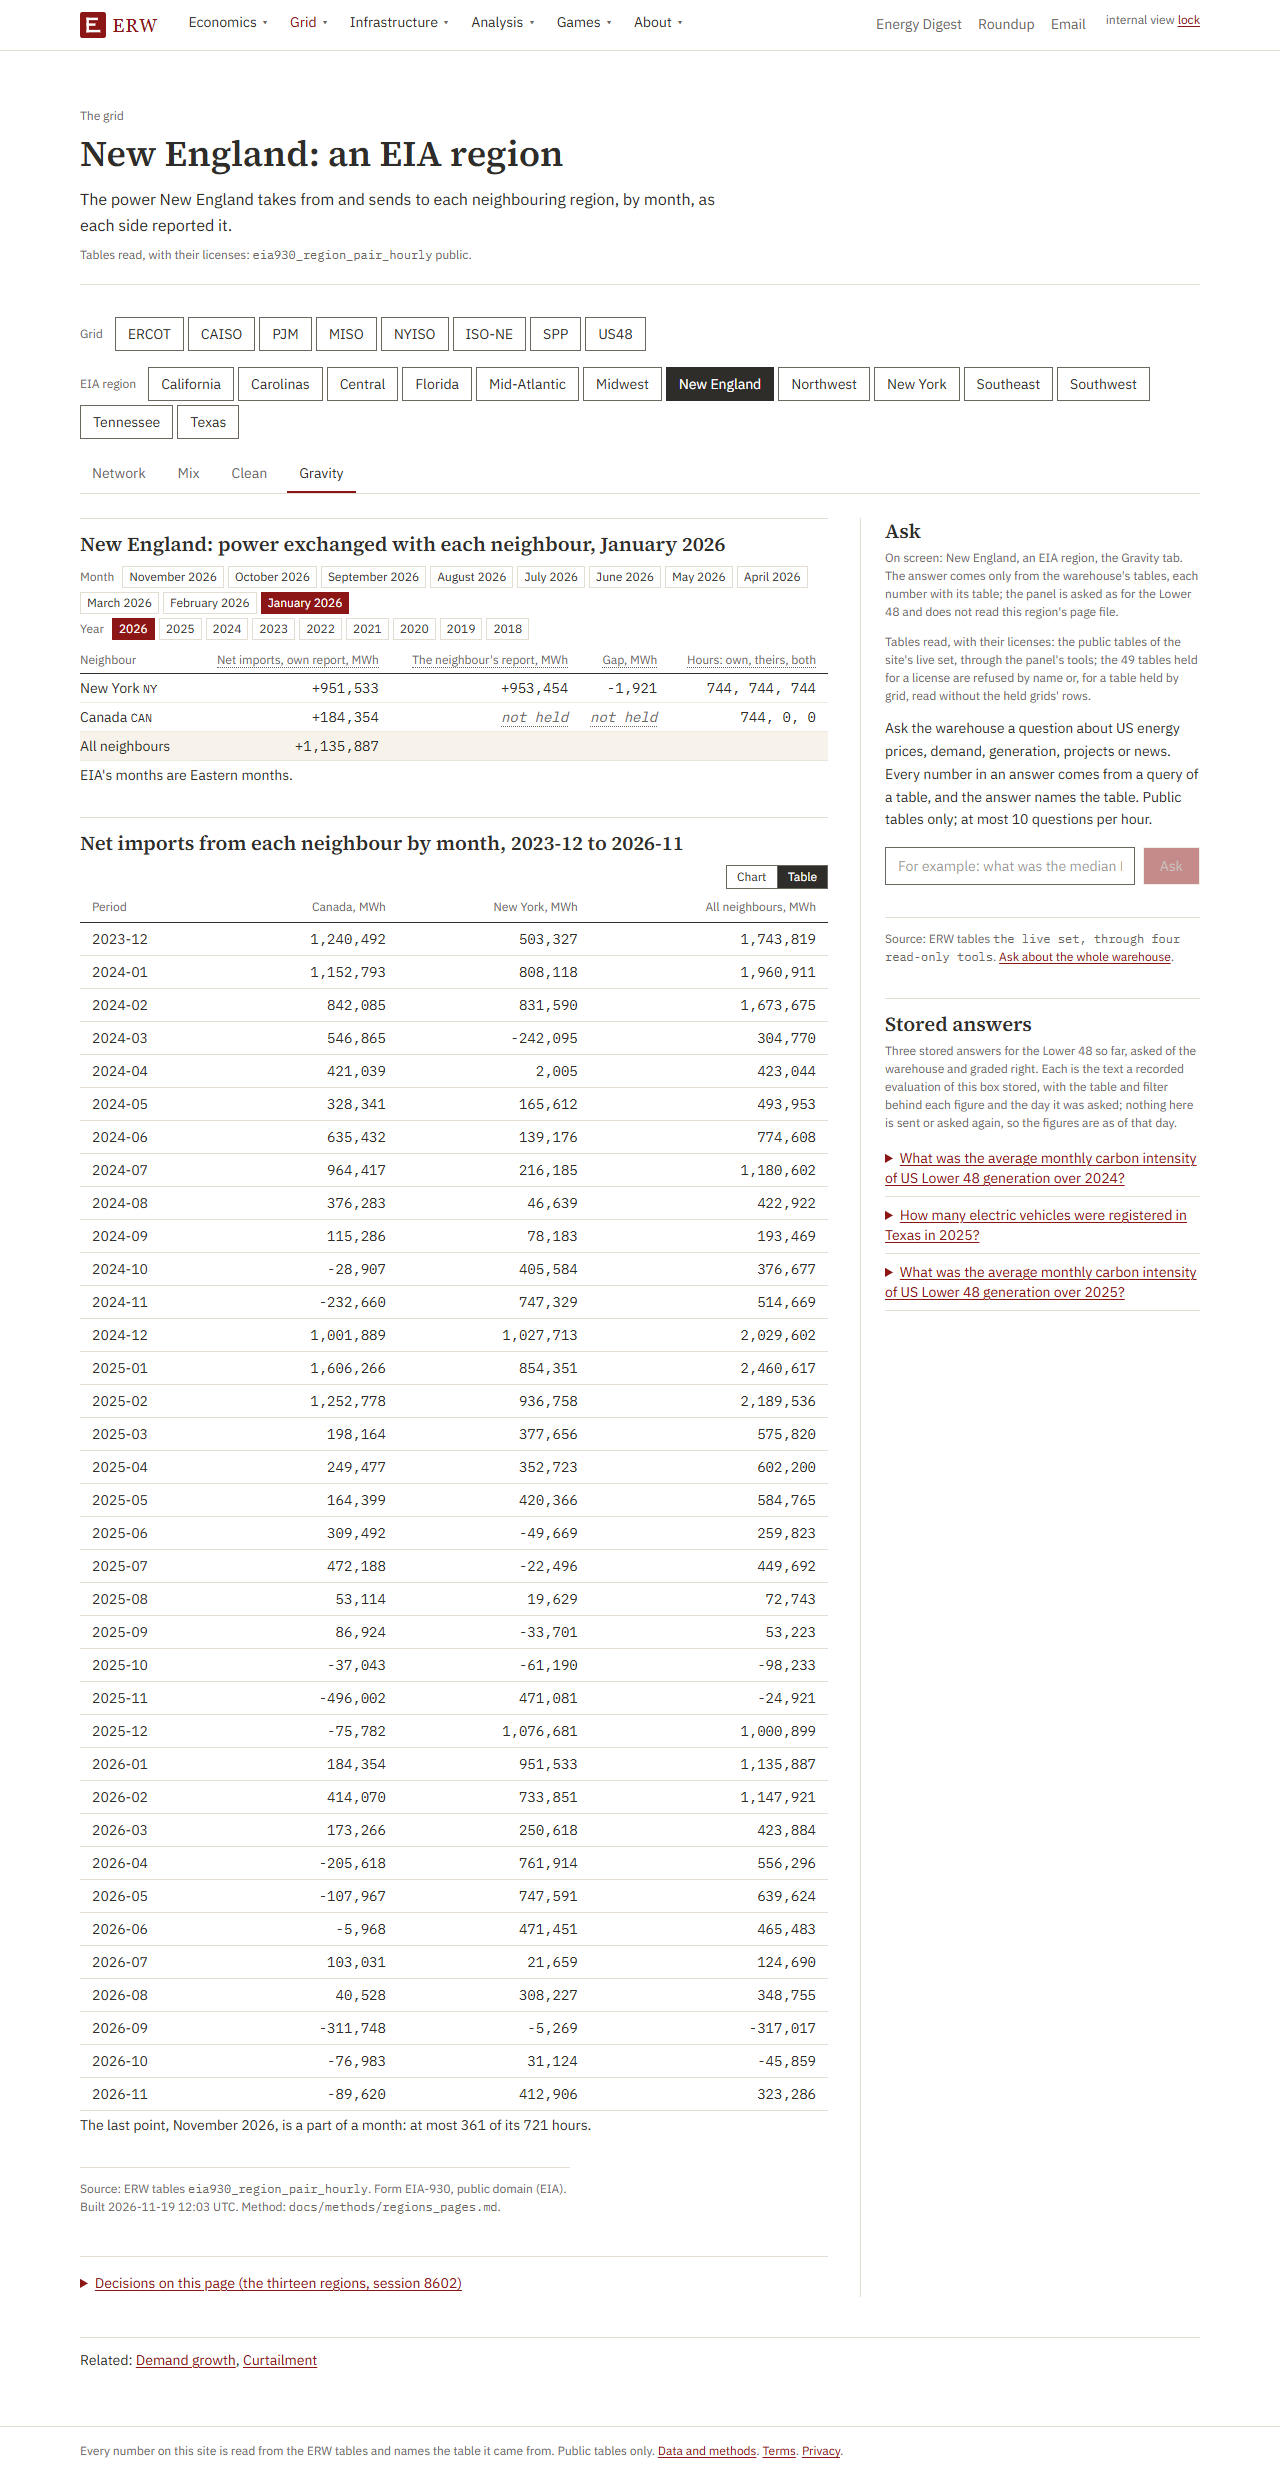 E ERW Economics ▾ Grid ▾ Infrastructure ▾ Analysis ▾ Games ▾ About ▾ Energy Digest Roundup Email internal view lock
The grid
New England: an EIA region
The power New England takes from and sends to each neighbouring region, by month, as
each side reported it.
Tables read, with their licenses: eia930_region_pair_hourly public.
Grid ERCOT CAISO PJM MISO NYISO ISO-NE SPP US48
EIA region California Carolinas Central Florida Mid-Atlantic Midwest New England Northwest New York Southeast Southwest
Tennessee Texas
Network Mix Clean Gravity
New England: power exchanged with each neighbour, January 2026
Month November 2026 October 2026 September 2026 August 2026 July 2026 June 2026 May 2026 April 2026
March 2026 February 2026 January 2026
Year 2026 2025 2024 2023 2022 2021 2020 2019 2018
Neighbour Net imports, own report, MWh The neighbour's report, MWh Gap, MWh Hours: own, theirs, both
New York NY +951,533 +953,454 -1,921 744, 744, 744
Canada CAN +184,354 not held not held 744, 0, 0
All neighbours +1,135,887
EIA's months are Eastern months.
Net imports from each neighbour by month, 2023-12 to 2026-11
Chart Table
Period Canada, MWh New York, MWh All neighbours, MWh
2023-12 1,240,492 503,327 1,743,819
2024-01 1,152,793 808,118 1,960,911
2024-02 842,085 831,590 1,673,675
2024-03 546,865 -242,095 304,770
2024-04 421,039 2,005 423,044
2024-05 328,341 165,612 493,953
2024-06 635,432 139,176 774,608
2024-07 964,417 216,185 1,180,602
2024-08 376,283 46,639 422,922
2024-09 115,286 78,183 193,469
2024-10 -28,907 405,584 376,677
2024-11 -232,660 747,329 514,669
2024-12 1,001,889 1,027,713 2,029,602
2025-01 1,606,266 854,351 2,460,617
2025-02 1,252,778 936,758 2,189,536
2025-03 198,164 377,656 575,820
2025-04 249,477 352,723 602,200
2025-05 164,399 420,366 584,765
2025-06 309,492 -49,669 259,823
2025-07 472,188 -22,496 449,692
2025-08 53,114 19,629 72,743
2025-09 86,924 -33,701 53,223
2025-10 -37,043 -61,190 -98,233
2025-11 -496,002 471,081 -24,921
2025-12 -75,782 1,076,681 1,000,899
2026-01 184,354 951,533 1,135,887
2026-02 414,070 733,851 1,147,921
2026-03 173,266 250,618 423,884
2026-04 -205,618 761,914 556,296
2026-05 -107,967 747,591 639,624
2026-06 -5,968 471,451 465,483
2026-07 103,031 21,659 124,690
2026-08 40,528 308,227 348,755
2026-09 -311,748 -5,269 -317,017
2026-10 -76,983 31,124 -45,859
2026-11 -89,620 412,906 323,286
The last point, November 2026, is a part of a month: at most 361 of its 721 hours.
Source: ERW tables eia930_region_pair_hourly. Form EIA-930, public domain (EIA).
Built 2026-11-19 12:03 UTC. Method: docs/methods/regions_pages.md.
▶ Decisions on this page (the thirteen regions, session 8602)
Ask
On screen: New England, an EIA region, the Gravity tab.
The answer comes only from the warehouse's tables, each
number with its table; the panel is asked as for the Lower
48 and does not read this region's page file.
Tables read, with their licenses: the public tables of the
site's live set, through the panel's tools; the 49 tables held
for a license are refused by name or, for a table held by
grid, read without the held grids' rows.
Ask the warehouse a question about US energy
prices, demand, generation, projects or news.
Every number in an answer comes from a query of
a table, and the answer names the table. Public
tables only; at most 10 questions per hour.
For example: what was the median l Ask
Source: ERW tables the live set, through four
read-only tools. Ask about the whole warehouse.
Stored answers
Three stored answers for the Lower 48 so far, asked of the
warehouse and graded right. Each is the text a recorded
evaluation of this box stored, with the table and filter
behind each figure and the day it was asked; nothing here
is sent or asked again, so the figures are as of that day.
▶ What was the average monthly carbon intensity
of US Lower 48 generation over 2024?
▶ How many electric vehicles were registered in
Texas in 2025?
▶ What was the average monthly carbon intensity
of US Lower 48 generation over 2025?
Related: Demand growth, Curtailment
Every number on this site is read from the ERW tables and names the table it came from. Public tables only. Data and methods. Terms. Privacy.